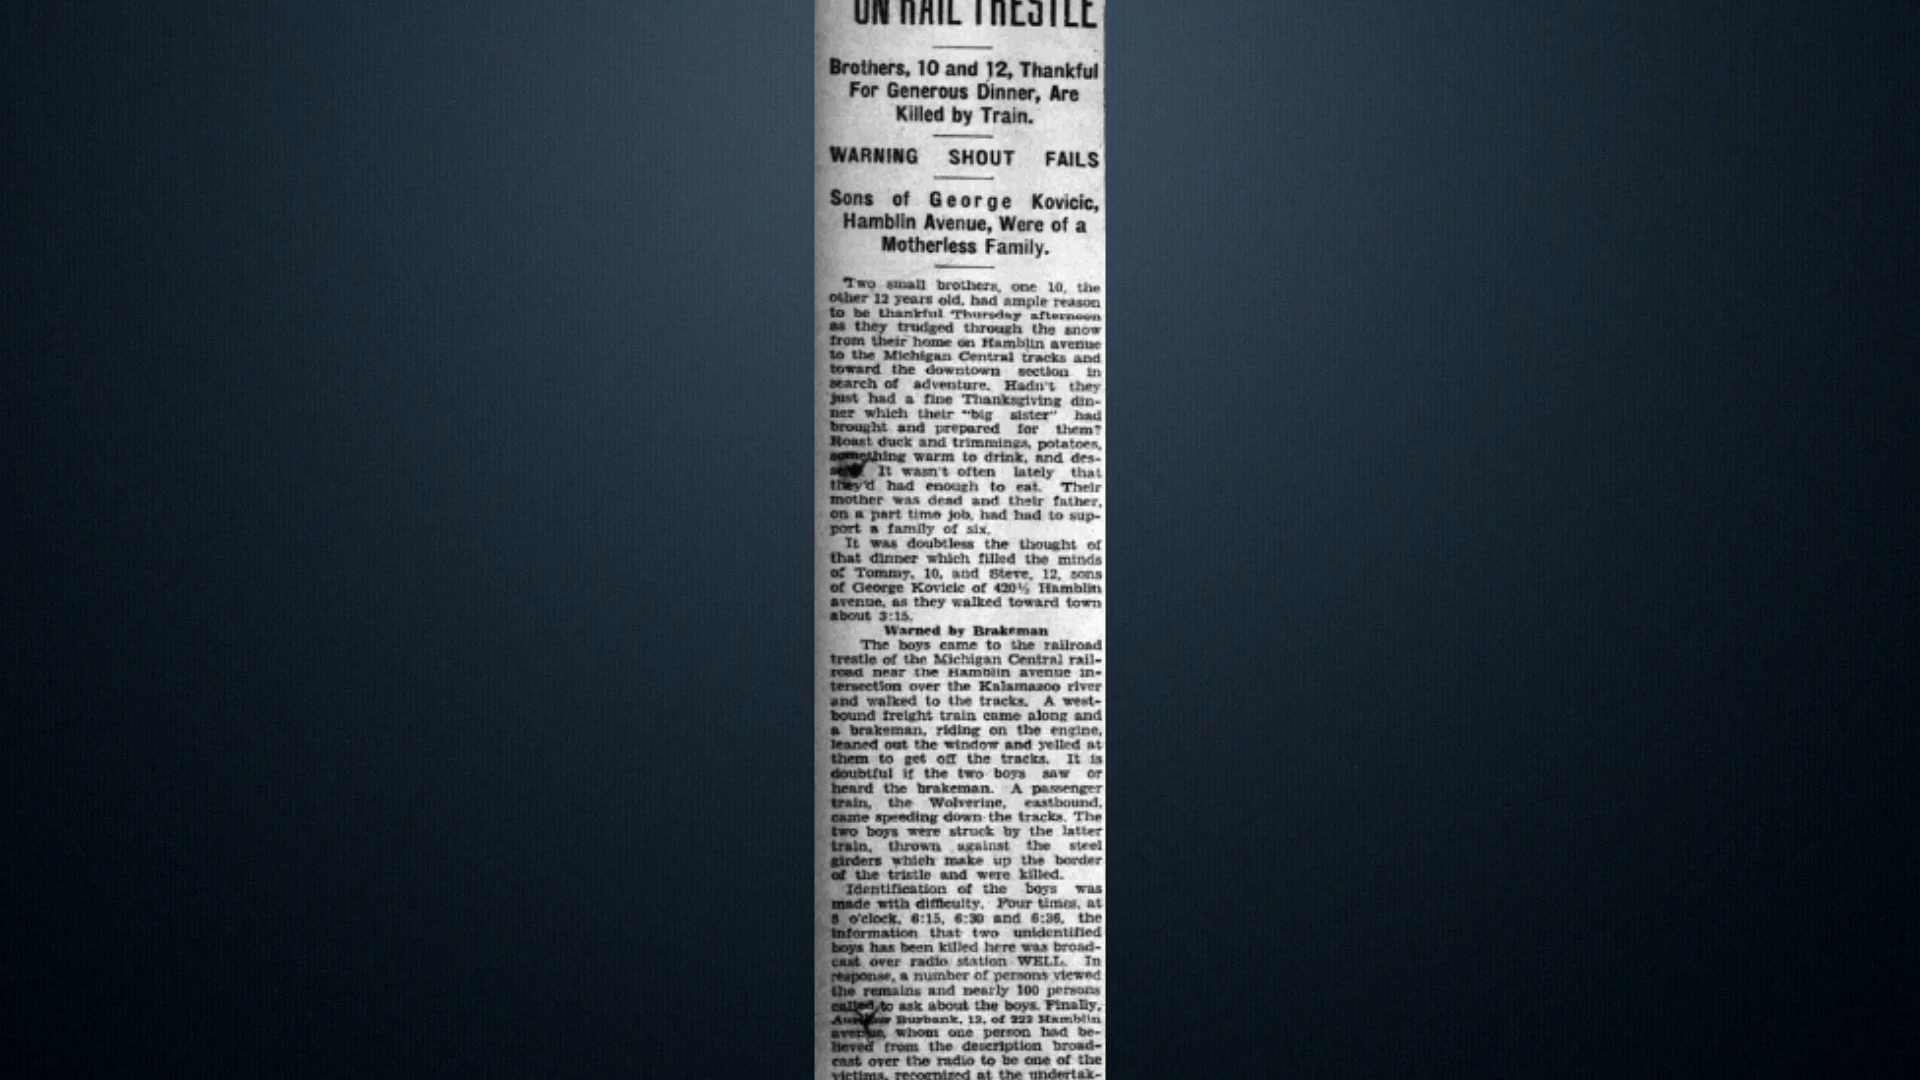 ON RAIL TRESTLE
Brothers, 10 and 12, Thankful
For Generous Dinner, Are
Killed by Train.
WARNING SHOUT FAILS
Sons of George Kovicic,
Hamblin Avenue, Were of a
Motherless Family.
Two small brothers, one 10, the
other 12 years old, had ample reason
to be thankful Thursday afternoon
as they trudged through the snow
from their home on Hamblin avenue
to the Michigan Central tracks and
toward the downtown section in
search of adventure. Hadn't they
just had a fine Thanksgiving din-
ner which their "big sister" had
brought and prepared for them?
Roast duck and trimmings, potatoes,
something warm to drink, and des-
It wasn't often lately that
they'd had enough to eat. Their
mother was dead and their father,
on a part time job, had had to sup-
port a family of six.
It was doubtless the thought of
that dinner which filled the minds
of Tommy, 10, and Steve, 12, sons
of George Kovicic of 420½ Hamblin
avenue, as they walked toward town
about 3:15.
Warned by Brakeman
The boys came to the railroad
trestle of the Michigan Central rail-
road near the Hamblin avenue in-
tersection over the Kalamazoo river
and walked to the tracks. A west-
bound freight train came along and
a brakeman, riding on the engine,
leaned out the window and yelled at
them to get off the tracks. It is
doubtful if the two boys saw or
heard the brakeman. A passenger
train, the Wolverine, eastbound,
came speeding down the tracks. The
two boys were struck by the latter
train, thrown against the steel
girders which make up the border
of the tristle and were killed.
Identification of the boys was
made with difficulty. Four times, at
o'clock, 6:15, 6:30 and 6:36, the
information that two unidentified
boys has been killed here was broad-
cast over radio station WELL. In
response, a number of persons viewed
the remains and nearly 100 persons
called to ask about the boys. Finally,
Burbank, 13, of 222 Hamblin
avenue, whom one person had be-
lieved from the description broad-
cast over the radio to be one of the
victims, recognized at the undertak-